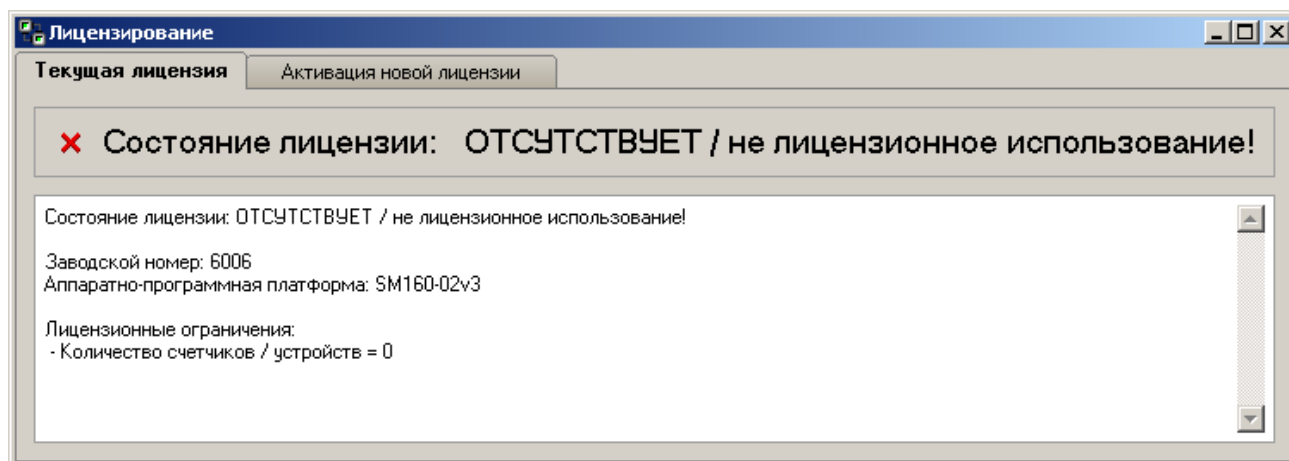 Лицензирование
Текущая лицензия Активация новой лицензии
Состояние лицензии: ОТСУТСТВУЕТ / не лицензионное использование!
Состояние лицензии: ОТСУТСТВУЕТ / не лицензионное использование!
Заводской номер: 6006
Аппаратно-программная платформа: SM160-02v3
Лицензионные ограничения:
- Количество счетчиков / устройств = 0